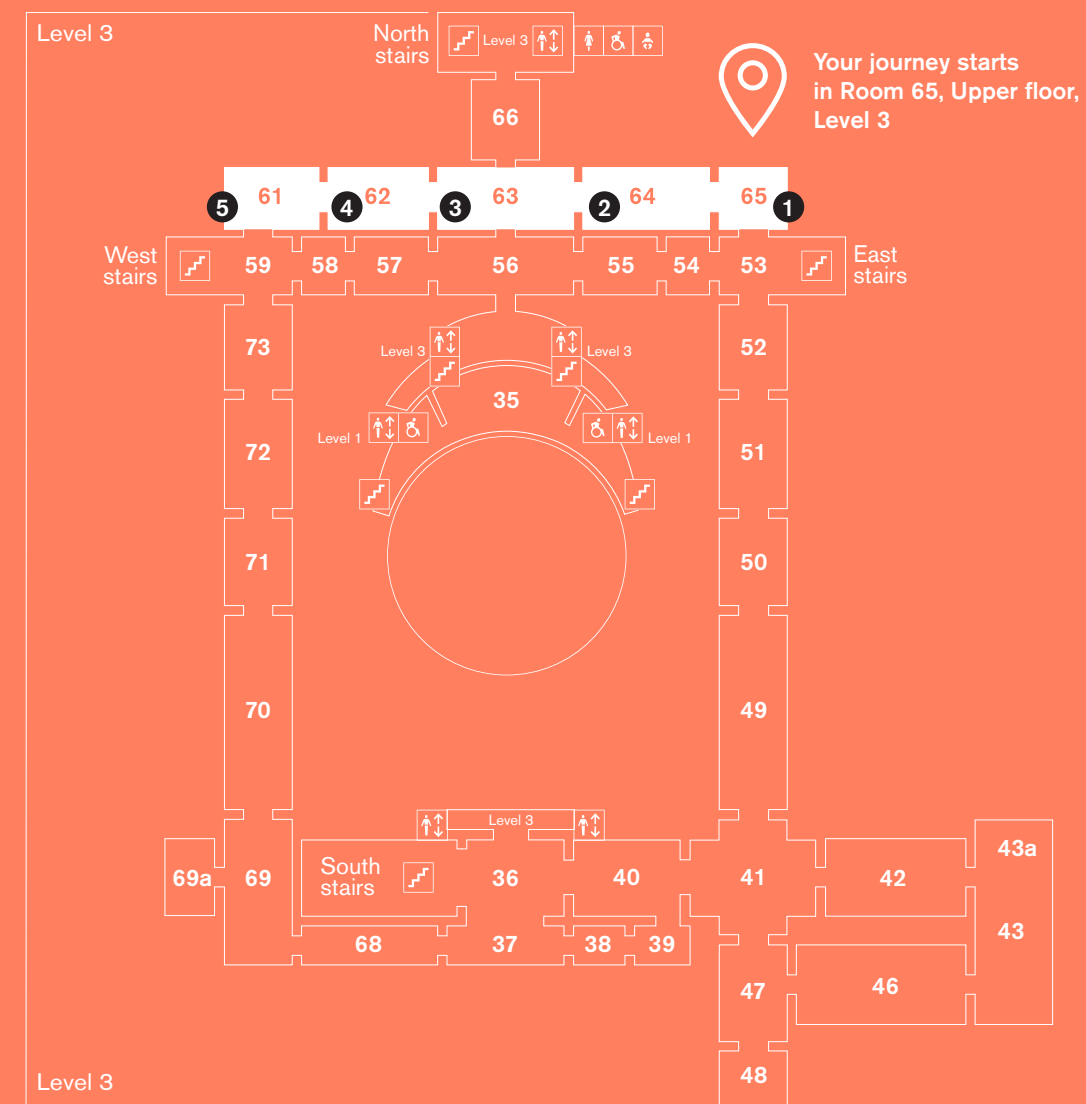 Level 3
North
stairs
Level 3
Your journey starts
in Room 65, Upper floor,
Level 3
66
5 61 4 62 3 63 2 64 65 1
West
stairs
59 58 57 56 55 54 53
East
stairs
73
Level 3
Level 3
52
35
Level 1
Level 1
72
51
71
50
70
49
Level 3
69a 69
South
stairs
36 40 41 42
43a
43
68 37 38 39
47 46
48
Level 3